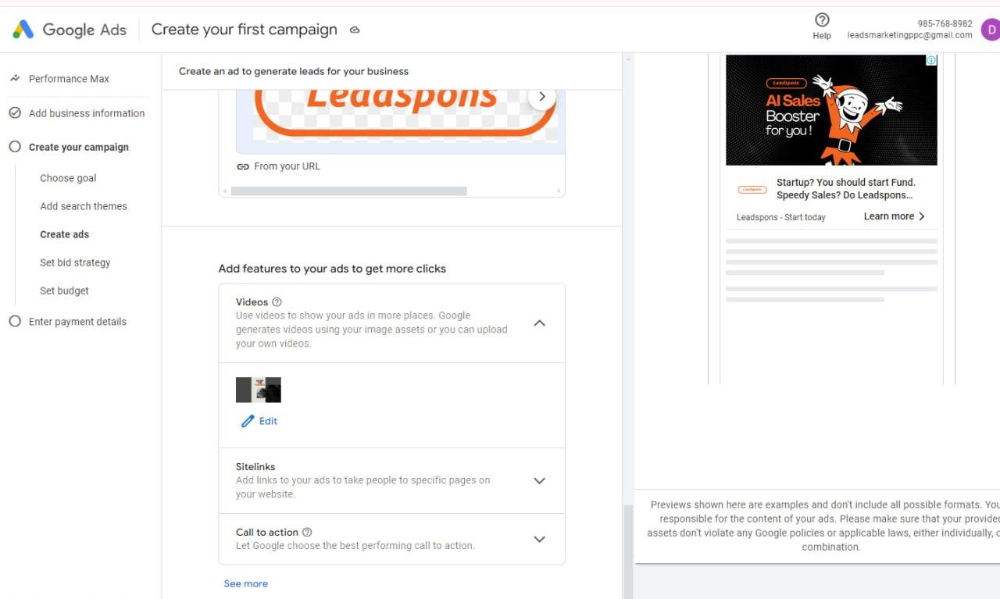 Google Ads
Create your first campaign
Help
985-768-8982
leadsmarketingppc@gmail.com
D
Performance Max
Add business information
Create your campaign
Choose goal
Add search themes
Create ads
Set bid strategy
Set budget
Enter payment details
Create an ad to generate leads for your business
Leadspons
From your URL
Add features to your ads to get more clicks
Videos
Use videos to show your ads in more places. Google
generates videos using your image assets or you can upload
your own videos.
Edit
Sitelinks
Add links to your ads to take people to specific pages on
your website.
Call to action
Let Google choose the best performing call to action.
See more
Leadspons
AI Sales
Booster
for you !
Leadspons
Startup? You should start Fund.
Speedy Sales? Do Leadspons...
Leadspons - Start today
Learn more
Previews shown here are examples and don't include all possible formats. You
responsible for the content of your ads. Please make sure that your provided
assets don't violate any Google policies or applicable laws, either individually, o
combination.